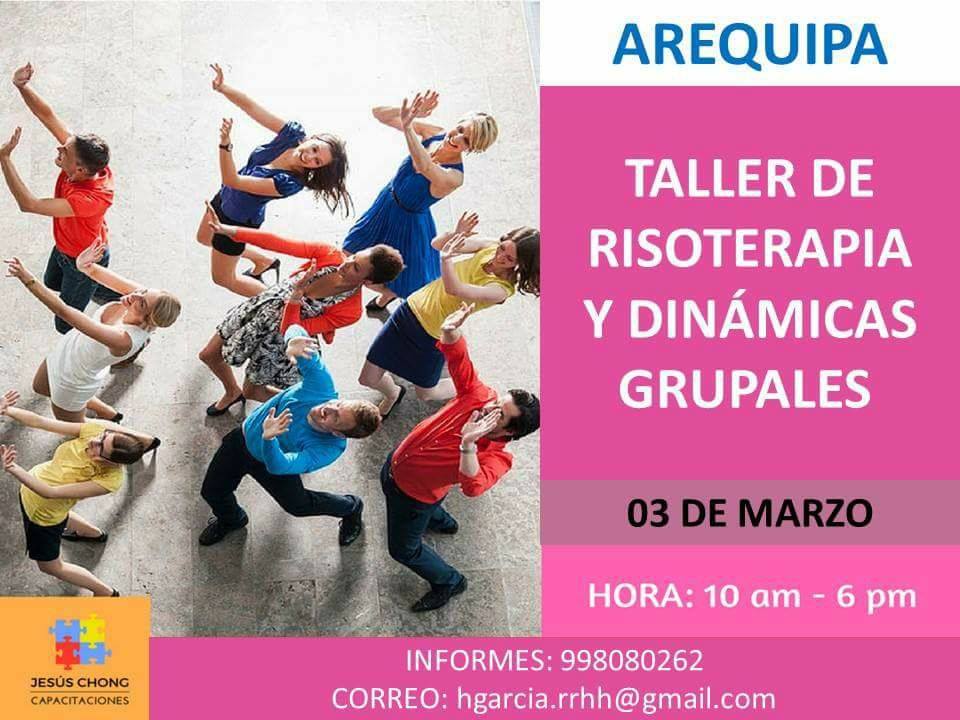 AREQUIPA
TALLER DE
RISOTERAPIA
Y DINÁMICAS
GRUPALES
03 DE MARZO
HORA: 10 am - 6 pm
INFORMES: 998080262
CORREO: hgarcia.rrhh@gmail.com
JESÚS CHONG
CAPACITACIONES